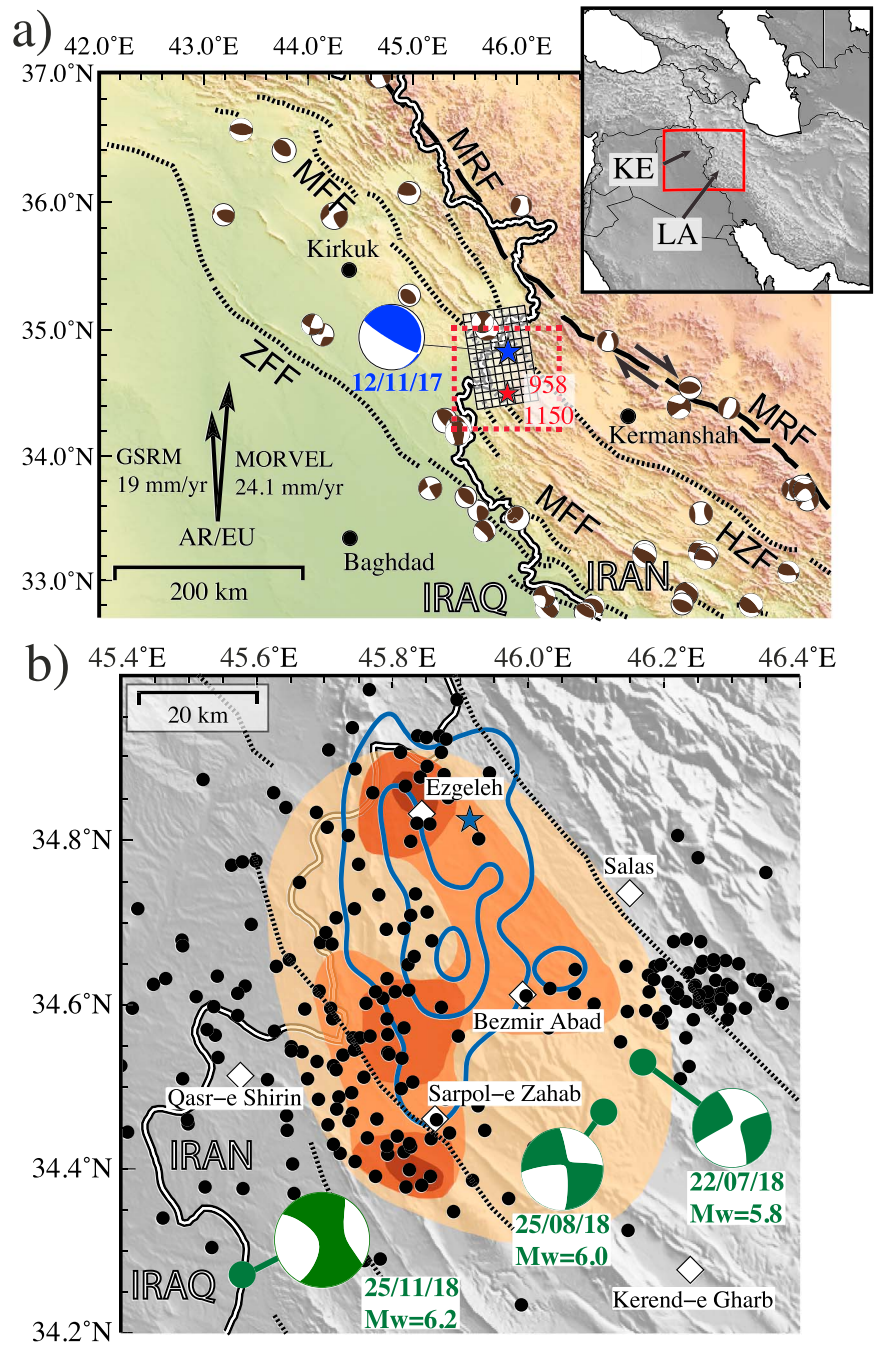 a)
42.0°E 43.0°E 44.0°E 45.0°E 46.0°E
37.0°N
36.0°N
35.0°N
34.0°N
33.0°N
MRF
MFF
KE
LA
Kirkuk
ZFF
12/11/17
958
1150
Kermanshah
MRF
GSRM
19 mm/yr
MORVEL
24.1 mm/yr
AR/EU
MFF
HZF
Baghdad
200 km
IRAQ
IRAN
b)
45.4°E 45.6°E 45.8°E 46.0°E 46.2°E 46.4°E
20 km
34.8°N
34.6°N
34.4°N
34.2°N
Ezgeleh
Salas
Bezmir Abad
Qasr–e Shirin
Sarpol–e Zahab
IRAN
22/07/18
Mw=5.8
25/08/18
Mw=6.0
25/11/18
Mw=6.2
IRAQ
Kerend–e Gharb